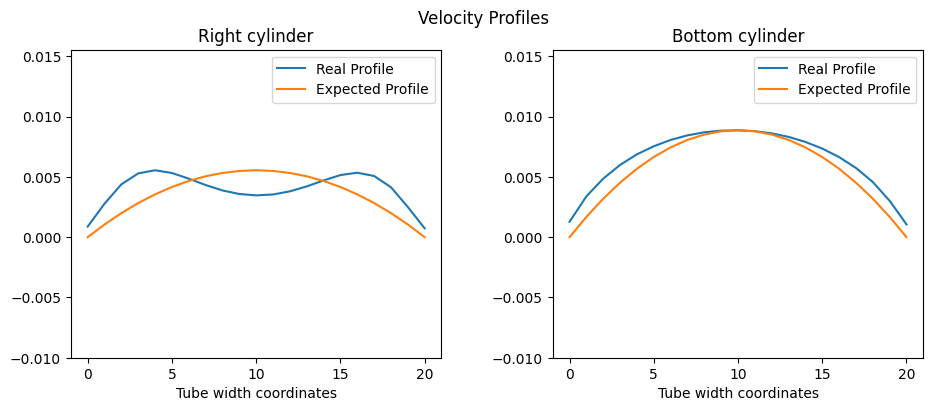 Velocity Profiles
Right cylinder
Real Profile
Expected Profile
0.015
0.010
0.005
0.000
−0.005
−0.010
0 5 10 15 20
Tube width coordinates
Bottom cylinder
Real Profile
Expected Profile
0.015
0.010
0.005
0.000
−0.005
−0.010
0 5 10 15 20
Tube width coordinates